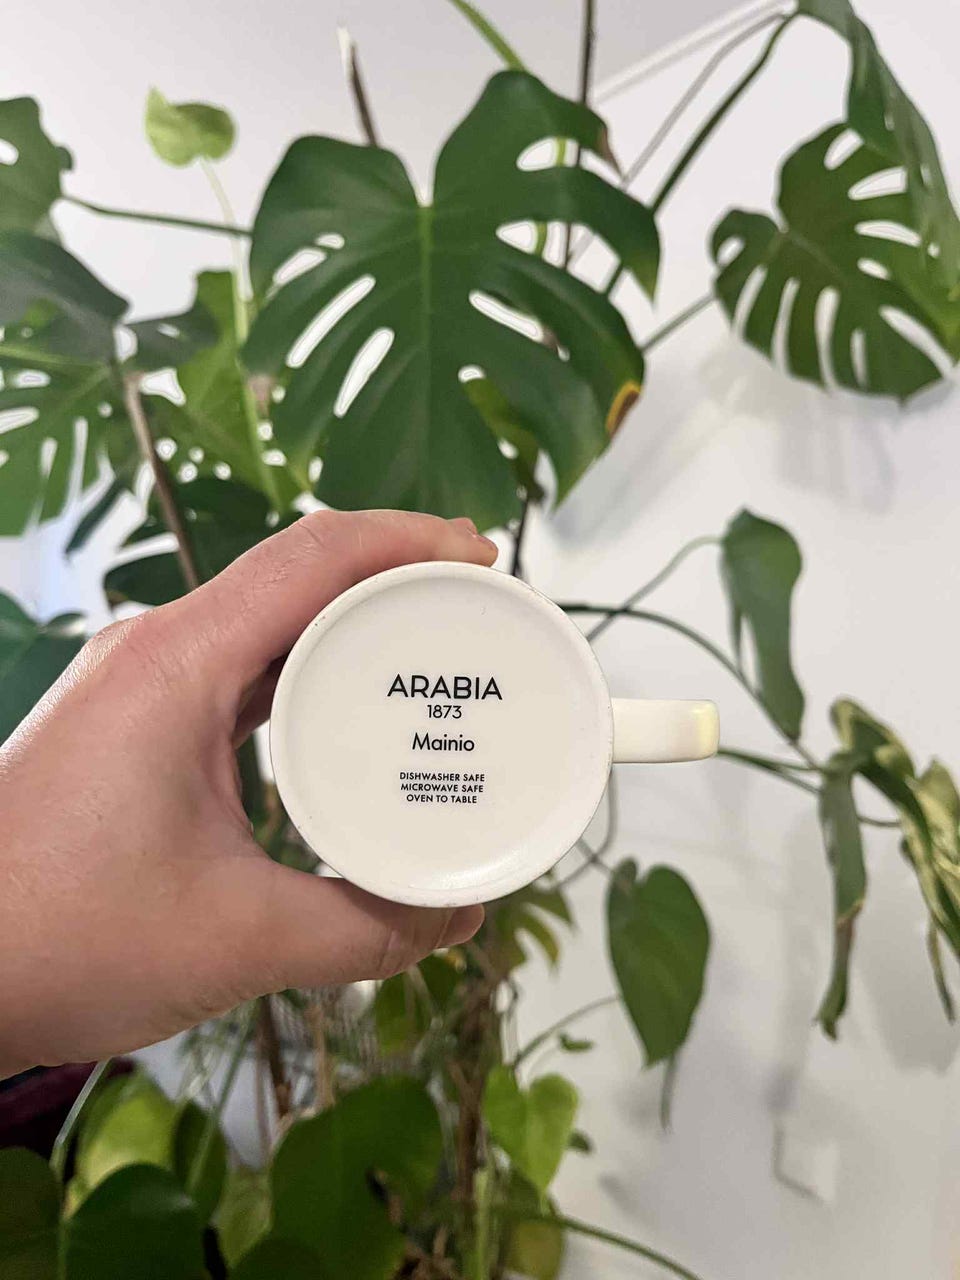 ARABIA
1873
Mainio
DISHWASHER SAFE
MICROWAVE SAFE
OVEN TO TABLE